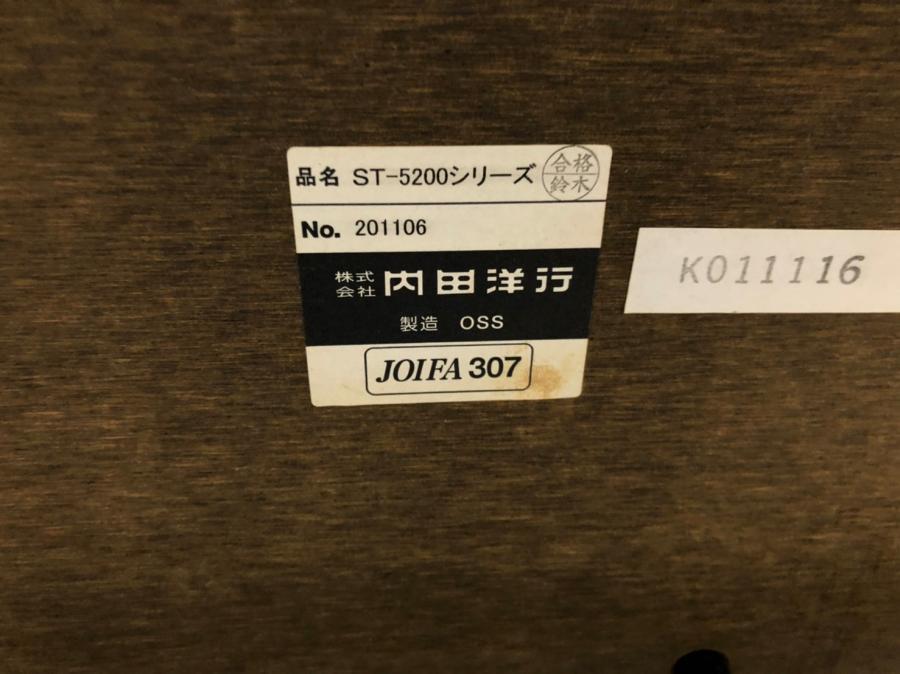 品名 ST-5200シリーズ
合格
鈴木
No. 201106
株式会社 内田洋行
製造 OSS
JOIFA 307
K011116